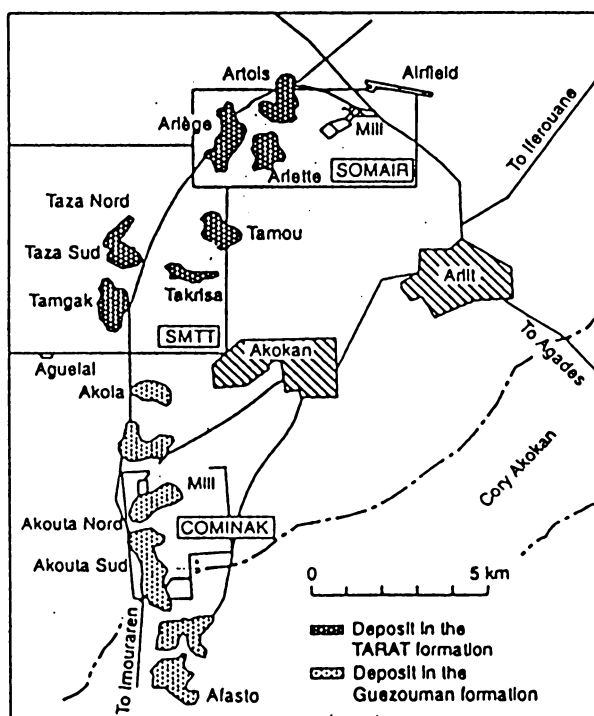 Artois
Airfield
Ariège
Mill
To Iferouane
Arlette
SOMAIR
Taza Nord
Tamou
Taza Sud
Takrisa
Arlit
Tamgak
SMTT
Akokan
To Agades
Aguelal
Akola
Mill
Cory Akokan
Akouta Nord
COMINAK
Akouta Sud
0 5 km
To Imouraren
Deposit in the
TARAT formation
Deposit in the
Guezouman formation
Afasto